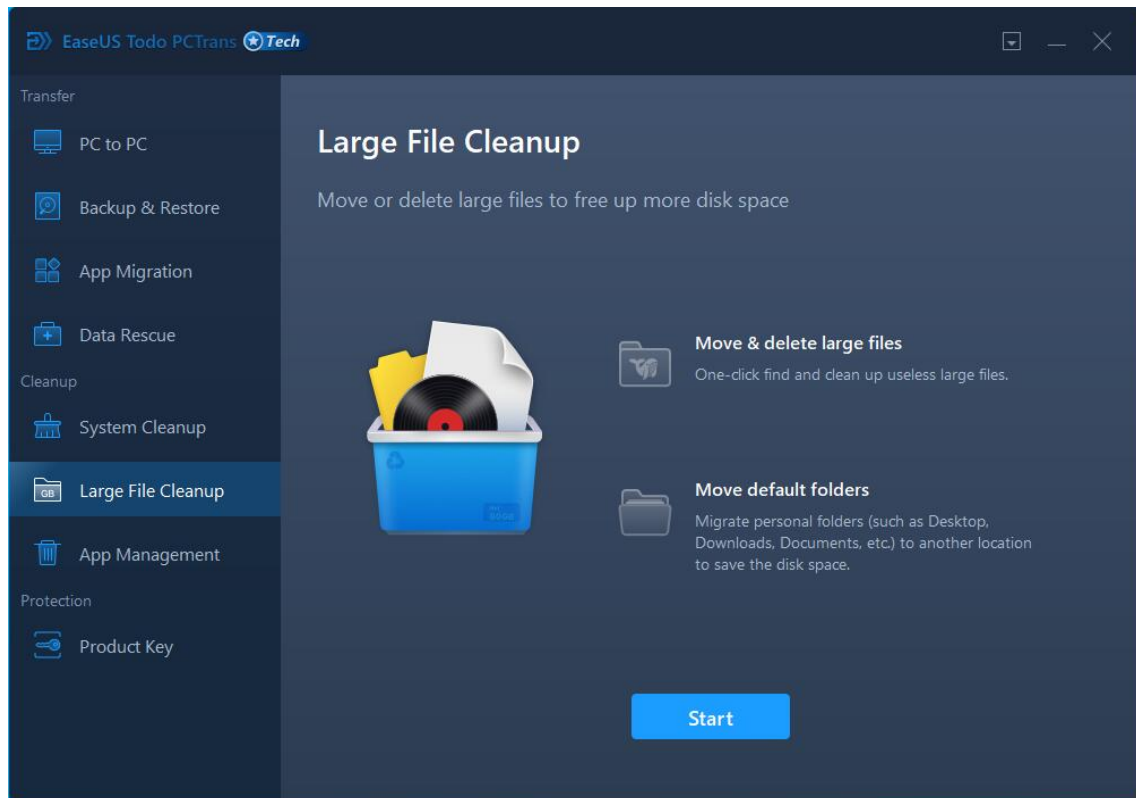 EaseUS Todo PCTrans Tech
Transfer
PC to PC
Backup & Restore
App Migration
Data Rescue
Cleanup
System Cleanup
GB Large File Cleanup
App Management
Protection
Product Key
Large File Cleanup
Move or delete large files to free up more disk space
Move & delete large files
One-click find and clean up useless large files.
Move default folders
Migrate personal folders (such as Desktop,
Downloads, Documents, etc.) to another location
to save the disk space.
Start